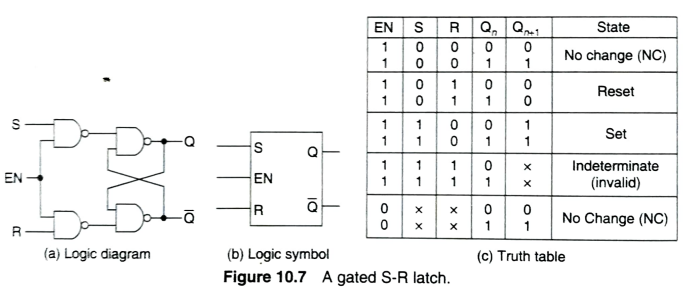 S
EN
R
Q
Q̅
(a) Logic diagram
S
EN
R
Q
Q̅
(b) Logic symbol
EN S R Qₙ Qₙ₊₁ State
1 0 0 0 0
1 0 0 1 1
No change (NC)
1 0 1 0 0
1 0 1 1 0
Reset
1 1 0 0 1
1 1 0 1 1
Set
1 1 1 0 ×
1 1 1 1 ×
Indeterminate
(invalid)
0 × × 0 0
0 × × 1 1
No Change (NC)
(c) Truth table
Figure 10.7 A gated S-R latch.